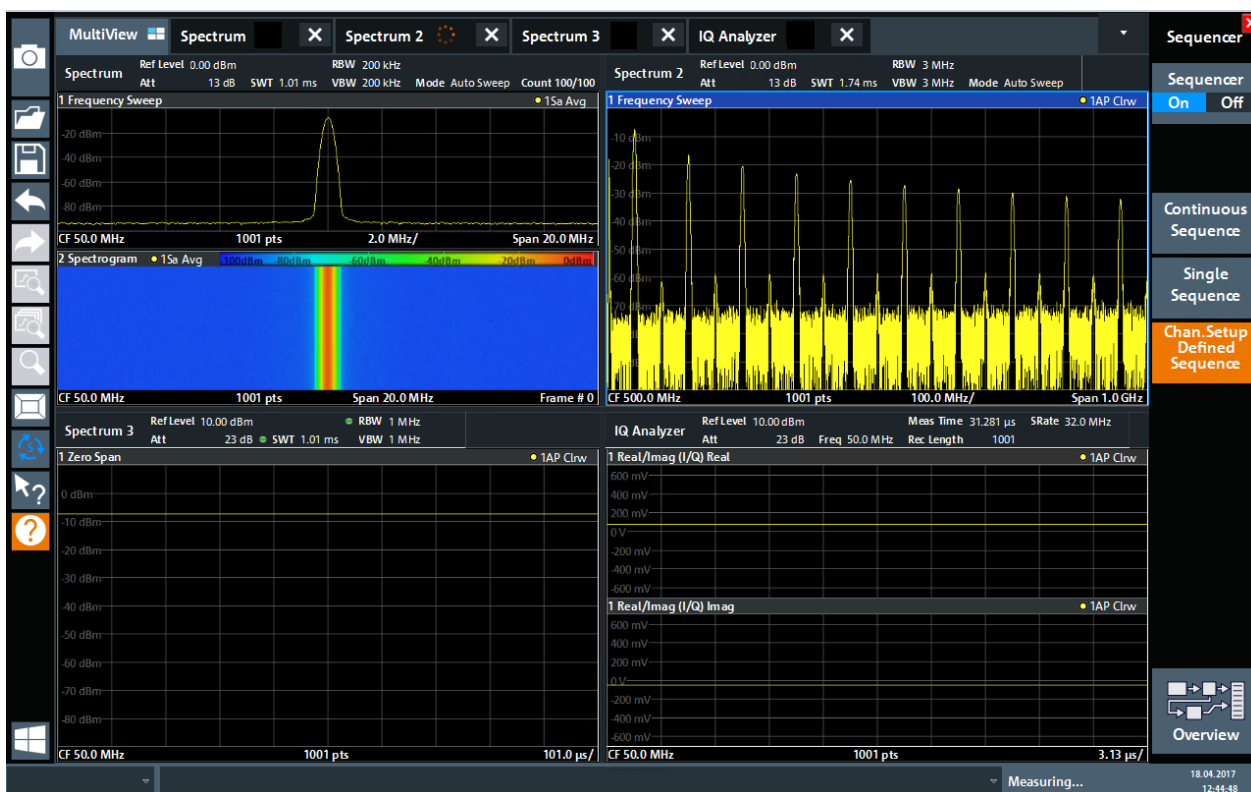 MultiView Spectrum X Spectrum 2 X Spectrum 3 X IQ Analyzer X
Sequencer
Spectrum
Ref Level 0.00 dBm RBW 200 kHz
Att 13 dB SWT 1.01 ms VBW 200 kHz Mode Auto Sweep Count 100/100
1 Frequency Sweep 1Sa Avg
-20 dBm
-40 dBm
-60 dBm
-80 dBm
CF 50.0 MHz 1001 pts 2.0 MHz/ Span 20.0 MHz
2 Spectrogram 1Sa Avg -100dBm -80dBm -60dBm -40dBm -20dBm 0dBm
CF 50.0 MHz 1001 pts Span 20.0 MHz Frame # 0
Spectrum 2
Ref Level 0.00 dBm RBW 3 MHz
Att 13 dB SWT 1.74 ms VBW 3 MHz Mode Auto Sweep
1 Frequency Sweep 1AP Clrw
-10 dBm
-20 dBm
-30 dBm
-40 dBm
-50 dBm
-60 dBm
-70 dBm
CF 500.0 MHz 1001 pts 100.0 MHz/ Span 1.0 GHz
Spectrum 3
Ref Level 10.00 dBm RBW 1 MHz
Att 23 dB SWT 1.01 ms VBW 1 MHz
1 Zero Span 1AP Clrw
0 dBm
-10 dBm
-20 dBm
-30 dBm
-40 dBm
-50 dBm
-60 dBm
-70 dBm
-80 dBm
CF 50.0 MHz 1001 pts 101.0 µs/
IQ Analyzer
Ref Level 10.00 dBm Meas Time 31.281 µs SRate 32.0 MHz
Att 23 dB Freq 50.0 MHz Rec Length 1001
1 Real/Imag (I/Q) Real 1AP Clrw
600 mV
400 mV
200 mV
0 V
-200 mV
-400 mV
-600 mV
1 Real/Imag (I/Q) Imag 1AP Clrw
600 mV
400 mV
200 mV
0 V
-200 mV
-400 mV
-600 mV
CF 50.0 MHz 1001 pts 3.13 µs/
Sequencer
On Off
Continuous
Sequence
Single
Sequence
Chan.Setup
Defined
Sequence
Overview
Measuring...
18.04.2017
12:44:48